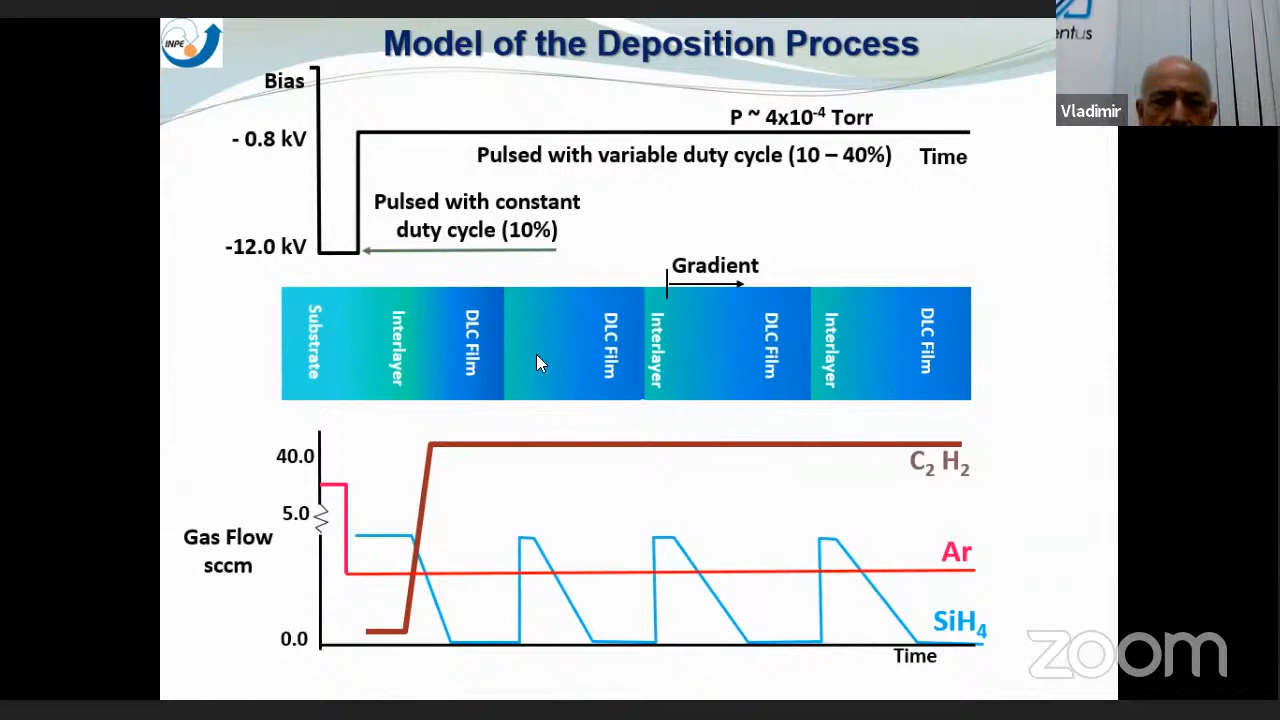 INPE
Model of the Deposition Process
entus
Vladimir
Bias
- 0.8 kV
-12.0 kV
P ~ 4x10⁻⁴ Torr
Pulsed with variable duty cycle (10 – 40%)
Time
Pulsed with constant
duty cycle (10%)
Gradient
Substrate
Interlayer
DLC Film
DLC Film
Interlayer
DLC Film
Interlayer
DLC Film
40.0
5.0
0.0
Gas Flow
sccm
C₂ H₂
Ar
SiH₄
Time
zoom